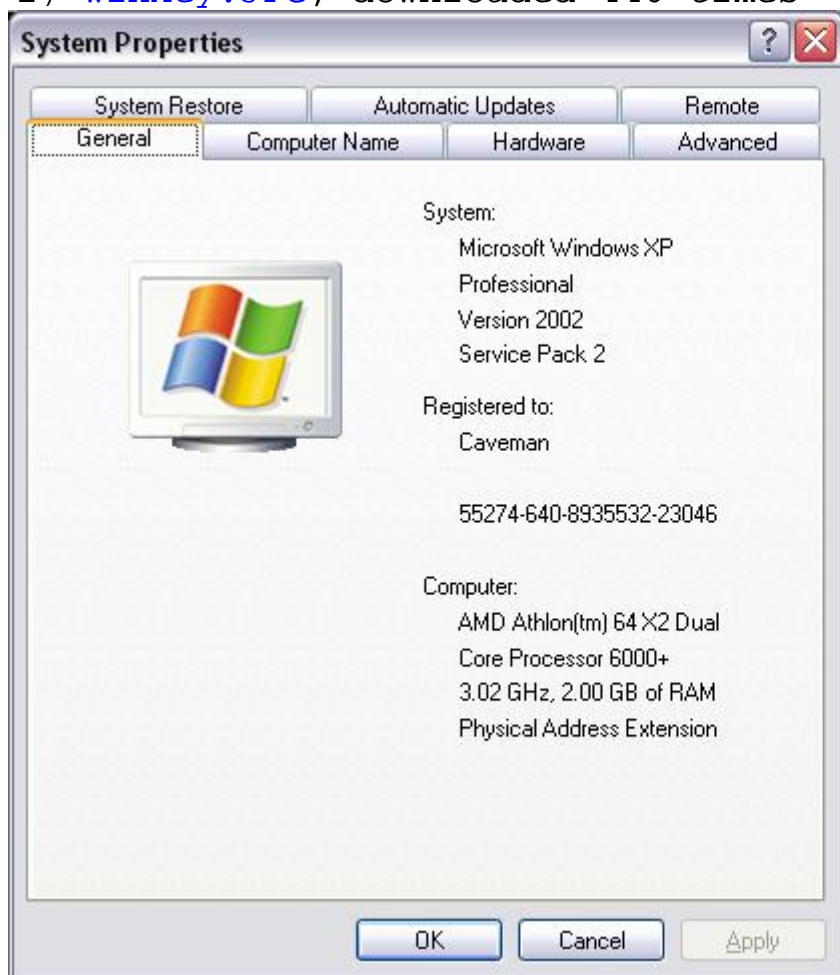 System Properties
System Restore Automatic Updates Remote
General Computer Name Hardware Advanced
System:
Microsoft Windows XP
Professional
Version 2002
Service Pack 2
Registered to:
Caveman
55274-640-8935532-23046
Computer:
AMD Athlon(tm) 64 X2 Dual
Core Processor 6000+
3.02 GHz, 2.00 GB of RAM
Physical Address Extension
OK Cancel Apply